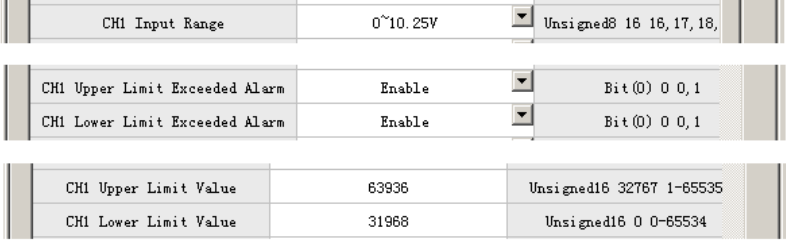 CH1 Input Range 0~10.25V Unsigned8 16 16,17,18,
CH1 Upper Limit Exceeded Alarm Enable Bit(0) 0 0,1
CH1 Lower Limit Exceeded Alarm Enable Bit(0) 0 0,1
CH1 Upper Limit Value 63936 Unsigned16 32767 1-65535
CH1 Lower Limit Value 31968 Unsigned16 0 0-65534